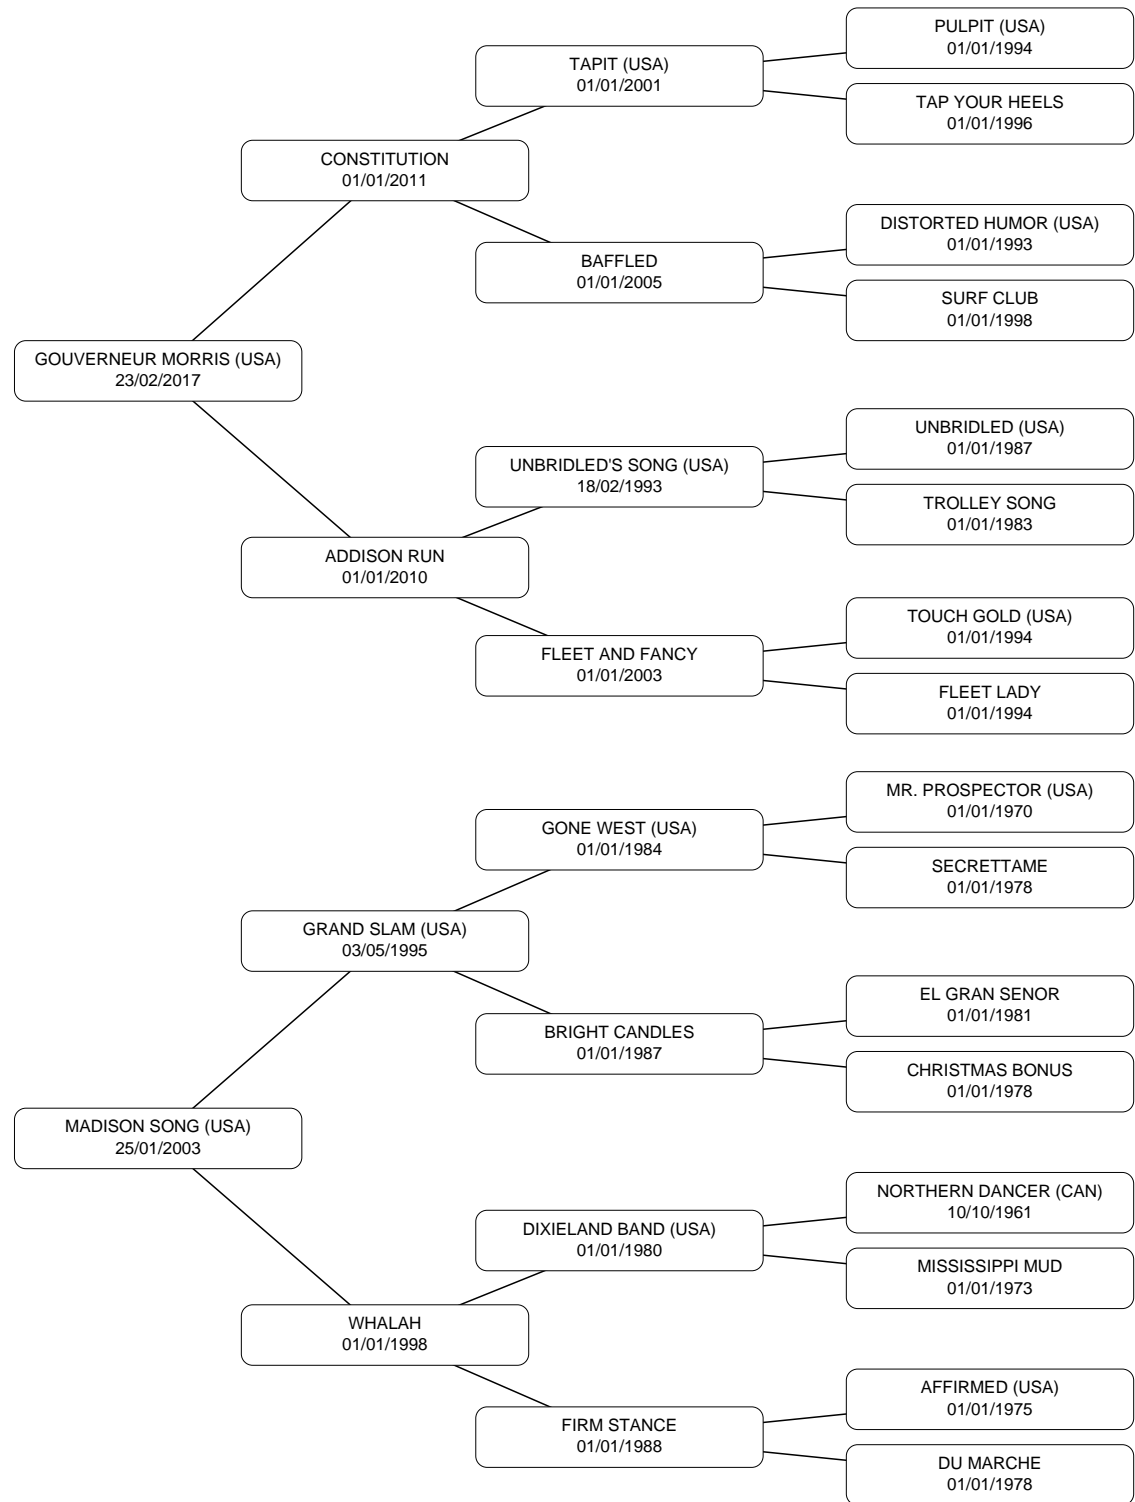 PULPIT (USA)
01/01/1994
TAPIT (USA)
01/01/2001
TAP YOUR HEELS
01/01/1996
CONSTITUTION
01/01/2011
DISTORTED HUMOR (USA)
01/01/1993
BAFFLED
01/01/2005
SURF CLUB
01/01/1998
GOUVERNEUR MORRIS (USA)
23/02/2017
UNBRIDLED (USA)
01/01/1987
UNBRIDLED'S SONG (USA)
18/02/1993
TROLLEY SONG
01/01/1983
ADDISON RUN
01/01/2010
TOUCH GOLD (USA)
01/01/1994
FLEET AND FANCY
01/01/2003
FLEET LADY
01/01/1994
MR. PROSPECTOR (USA)
01/01/1970
GONE WEST (USA)
01/01/1984
SECRETTAME
01/01/1978
GRAND SLAM (USA)
03/05/1995
EL GRAN SENOR
01/01/1981
BRIGHT CANDLES
01/01/1987
CHRISTMAS BONUS
01/01/1978
MADISON SONG (USA)
25/01/2003
NORTHERN DANCER (CAN)
10/10/1961
DIXIELAND BAND (USA)
01/01/1980
MISSISSIPPI MUD
01/01/1973
WHALAH
01/01/1998
AFFIRMED (USA)
01/01/1975
FIRM STANCE
01/01/1988
DU MARCHE
01/01/1978